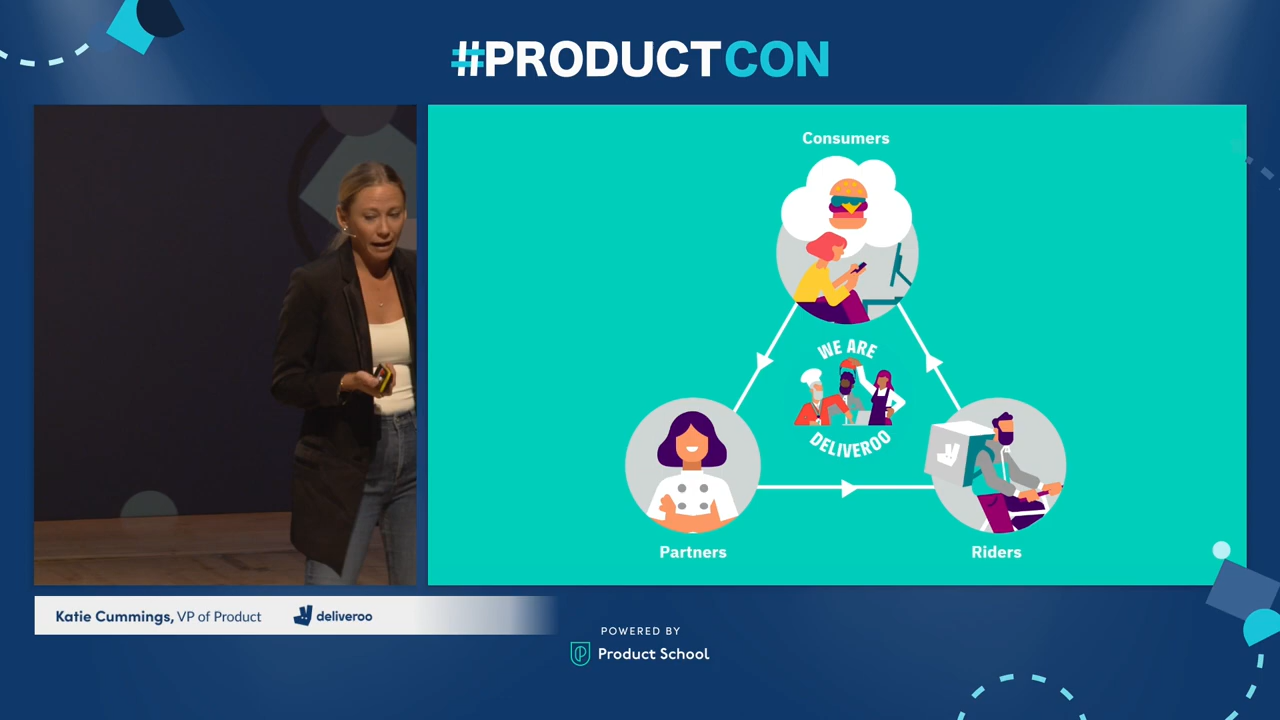 #PRODUCTCON
Consumers
WE ARE
DELIVEROO
Partners
Riders
Katie Cummings, VP of Product
deliveroo
POWERED BY
Product School